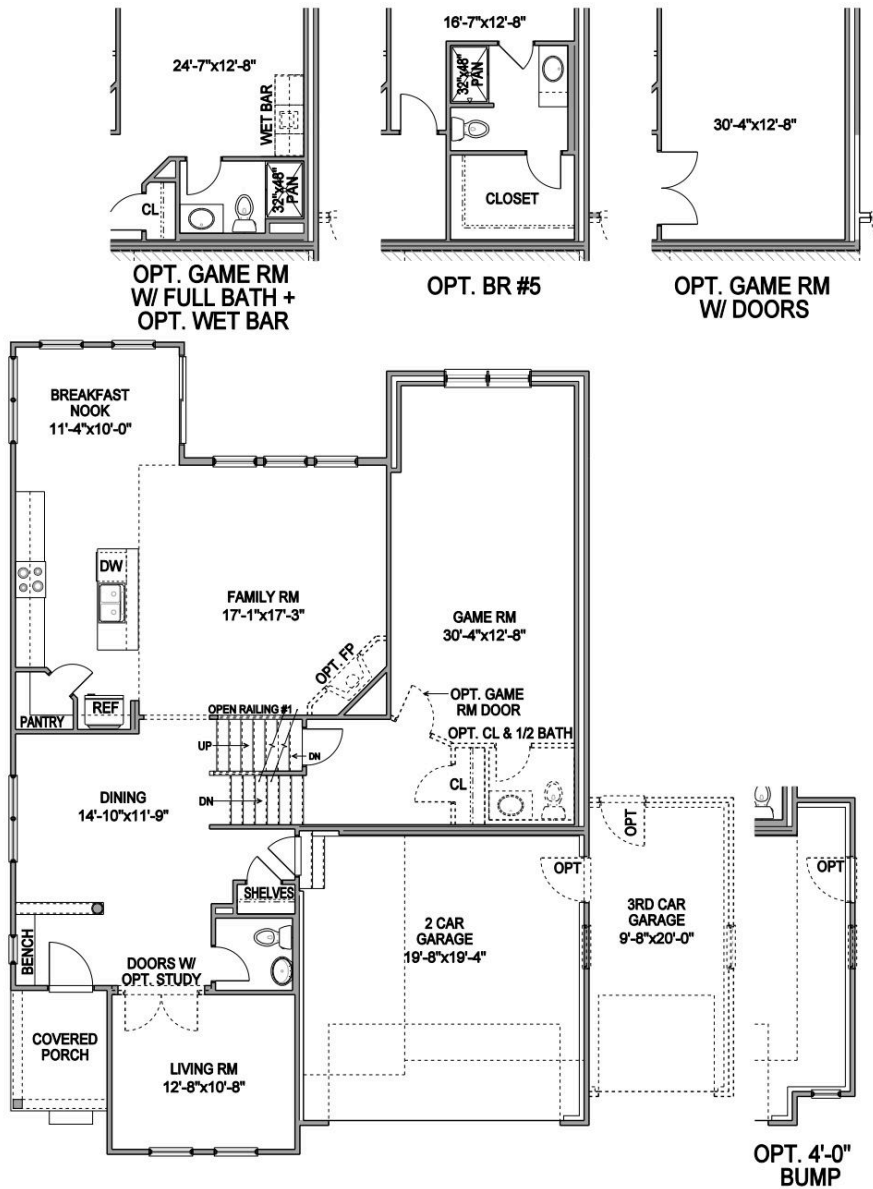 24'-7"x12'-8"
WET BAR
32"x48"
PAN
CL
OPT. GAME RM
W/ FULL BATH +
OPT. WET BAR
16'-7"x12'-8"
32"x48"
PAN
CLOSET
OPT. BR #5
30'-4"x12'-8"
OPT. GAME RM
W/ DOORS
BREAKFAST
NOOK
11'-4"x10'-0"
DW
FAMILY RM
17'-1"x17'-3"
GAME RM
30'-4"x12'-8"
OPT. FP
OPT. GAME
RM DOOR
PANTRY
REF
OPEN RAILING #1
OPT. CL & 1/2 BATH
UP
DN
DN
CL
DINING
14'-10"x11'-9"
SHELVES
OPT
OPT
OPT
2 CAR
GARAGE
19'-8"x19'-4"
3RD CAR
GARAGE
9'-8"x20'-0"
BENCH
DOORS W/
OPT. STUDY
COVERED
PORCH
LIVING RM
12'-8"x10'-8"
OPT. 4'-0"
BUMP